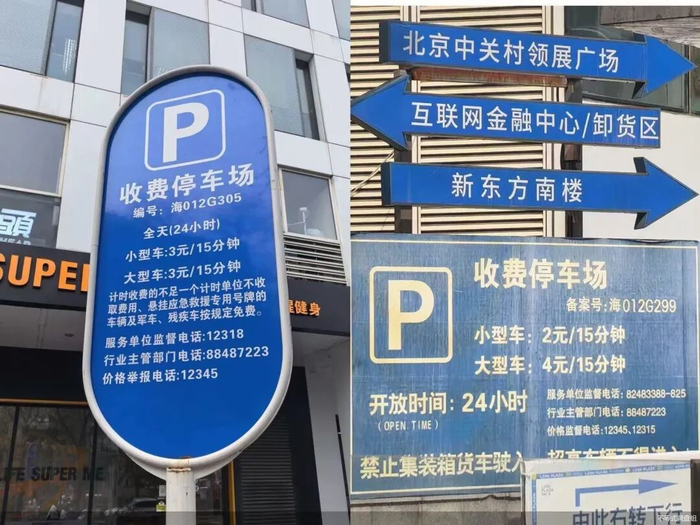 P
收费停车场
编号：海012G305
全天(24小时)
小型车:3元/15分钟
大型车:3元/15分钟
计时收费的不足一个计时单位不收
取费用、悬挂应急救援专用号牌的
车辆及军车、残疾车按规定免费。
服务单位监督电话:12318
行业主管部门电话:88487223
价格举报电话:12345
SUPE
健身
LIFE SUPER ME
北京中关村领展广场
互联网金融中心/卸货区
新东方南楼
P
收费停车场
备案号:海012G299
小型车：2元/15分钟
大型车：4元/15分钟
开放时间：24小时
(OPEN TIME)
服务单位监督电话:82483388-625
行业主管部门电话:88487223
价格监督电话:12345、12315
禁止集装箱货车驶入
由此右转下行